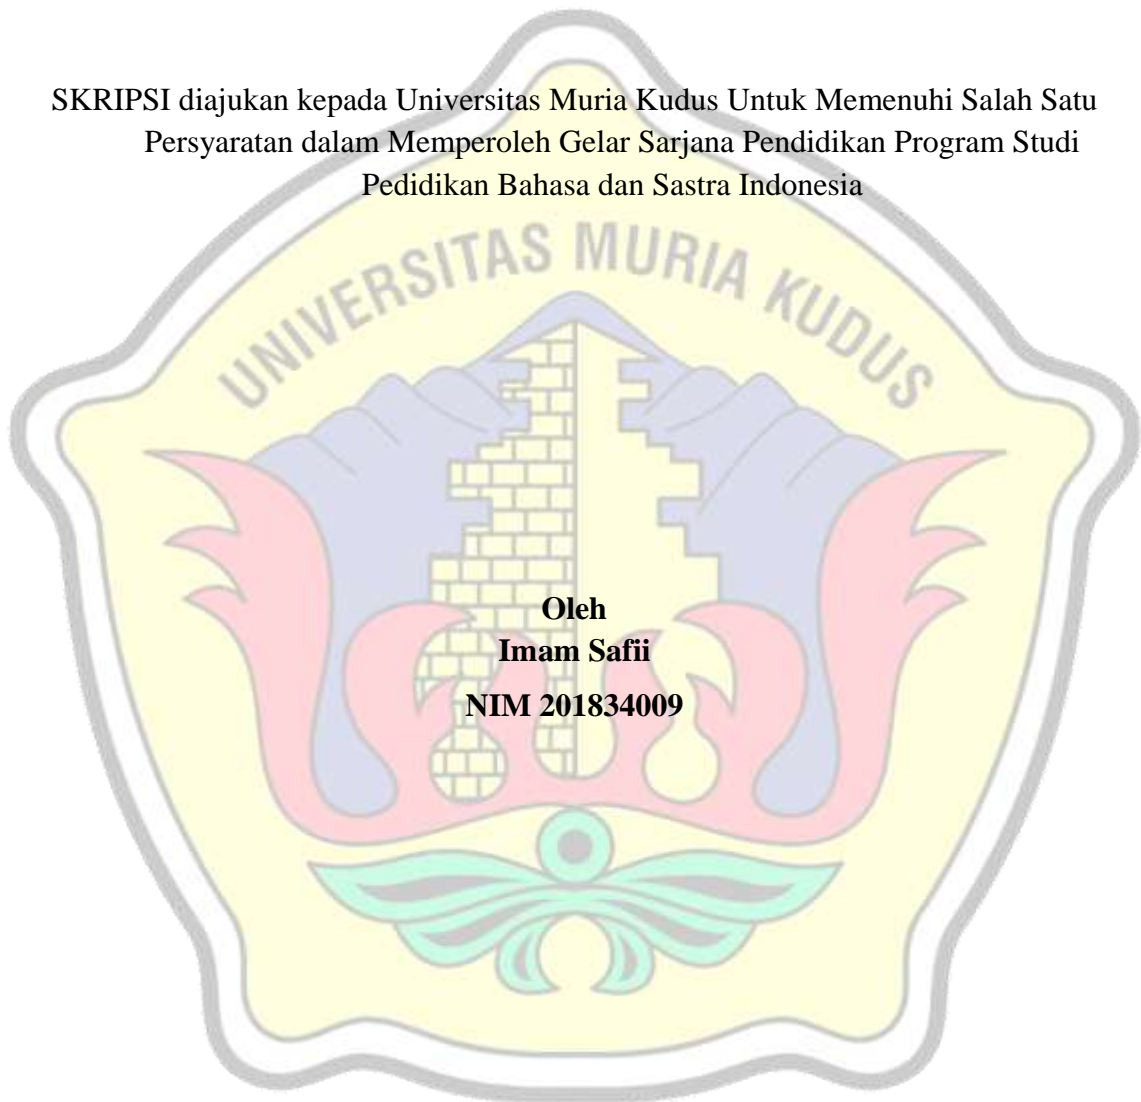 SKRIPSI diajukan kepada Universitas Muria Kudus Untuk Memenuhi Salah Satu
Persyaratan dalam Memperoleh Gelar Sarjana Pendidikan Program Studi
Pedidikan Bahasa dan Sastra Indonesia
UNIVERSITAS MURIA KUDUS
Oleh
Imam Safii
NIM 201834009